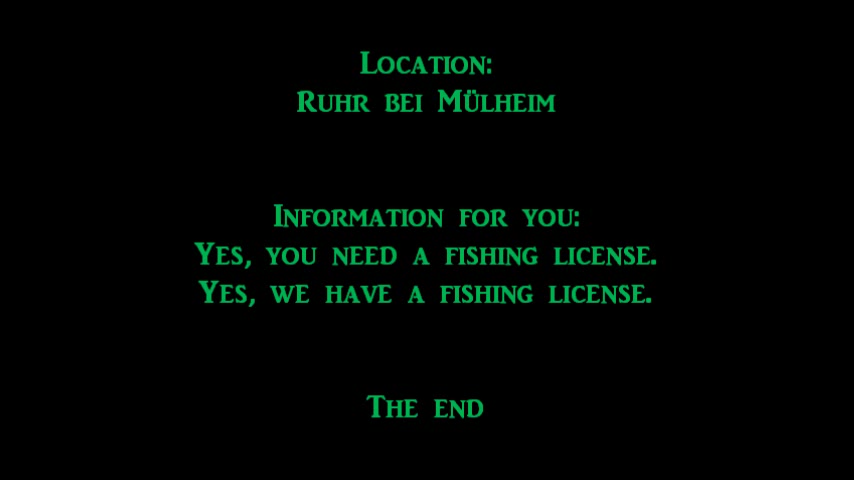 Location:
Ruhr bei Mülheim
Information for you:
Yes, you need a fishing license.
Yes, we have a fishing license.
The end